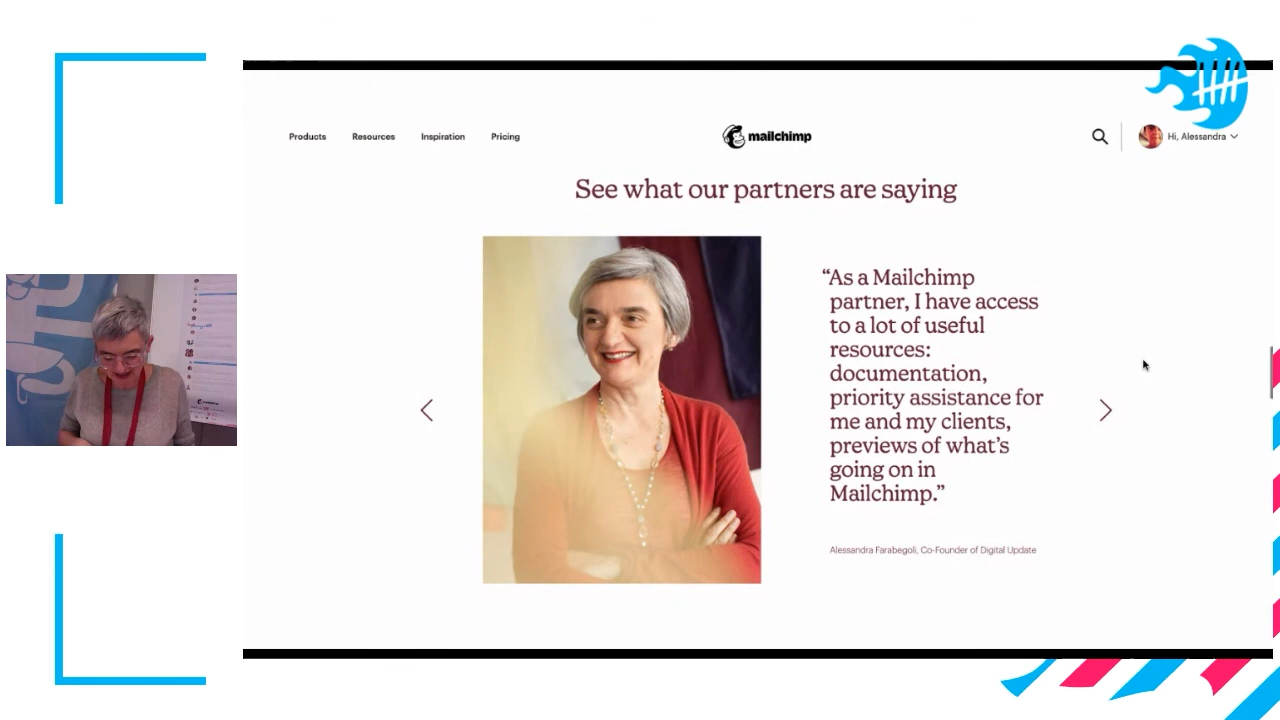 Products
Resources
Inspiration
Pricing
mailchimp
Hi, Alessandra
See what our partners are saying
“As a Mailchimp
partner, I have access
to a lot of useful
resources:
documentation,
priority assistance for
me and my clients,
previews of what’s
going on in
Mailchimp.”
Alessandra Farabegoli, Co-Founder of Digital Update